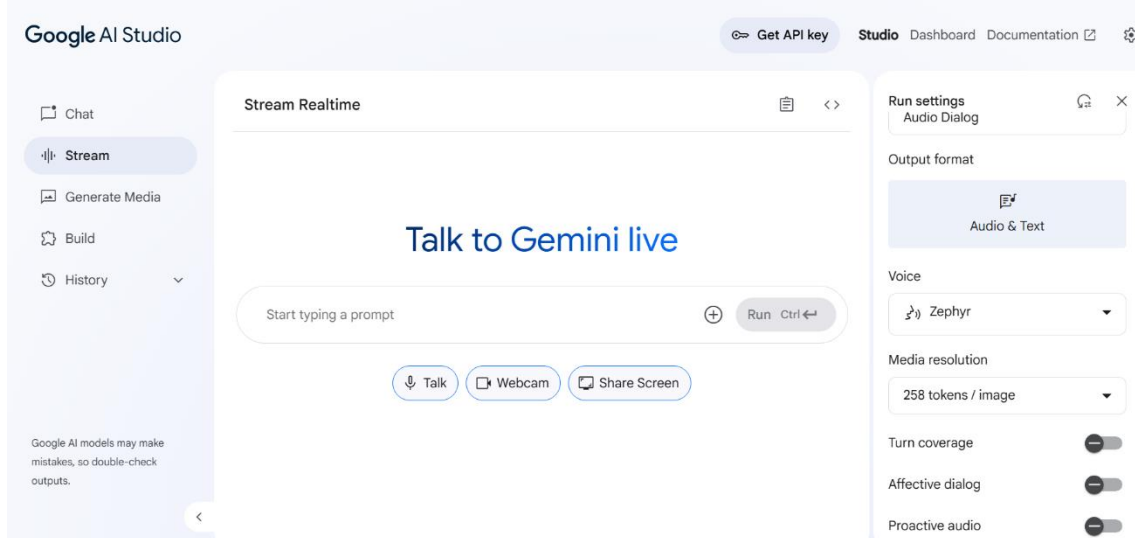 Google AI Studio
Get API key
Studio
Dashboard
Documentation
Chat
Stream
Generate Media
Build
History
Google AI models may make
mistakes, so double-check
outputs.
Stream Realtime
Talk to Gemini live
Start typing a prompt
Run Ctrl
Talk
Webcam
Share Screen
Run settings
Audio Dialog
Output format
Audio & Text
Voice
Zephyr
Media resolution
258 tokens / image
Turn coverage
Affective dialog
Proactive audio